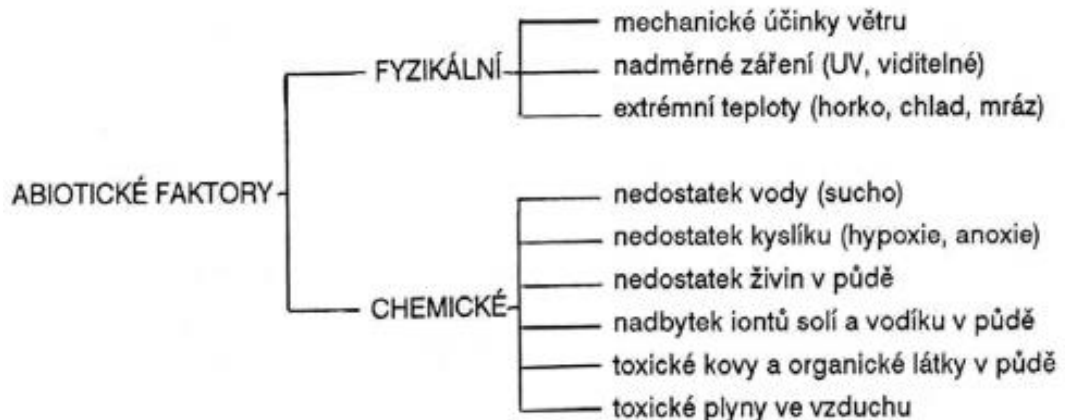 ABIOTICKÉ FAKTORY
FYZIKÁLNÍ
mechanické účinky větru
nadměrné záření (UV, viditelné)
extrémní teploty (horko, chlad, mráz)
CHEMICKÉ
nedostatek vody (sucho)
nedostatek kyslíku (hypoxie, anoxie)
nedostatek živin v půdě
nadbytek iontů solí a vodíku v půdě
toxické kovy a organické látky v půdě
toxické plyny ve vzduchu